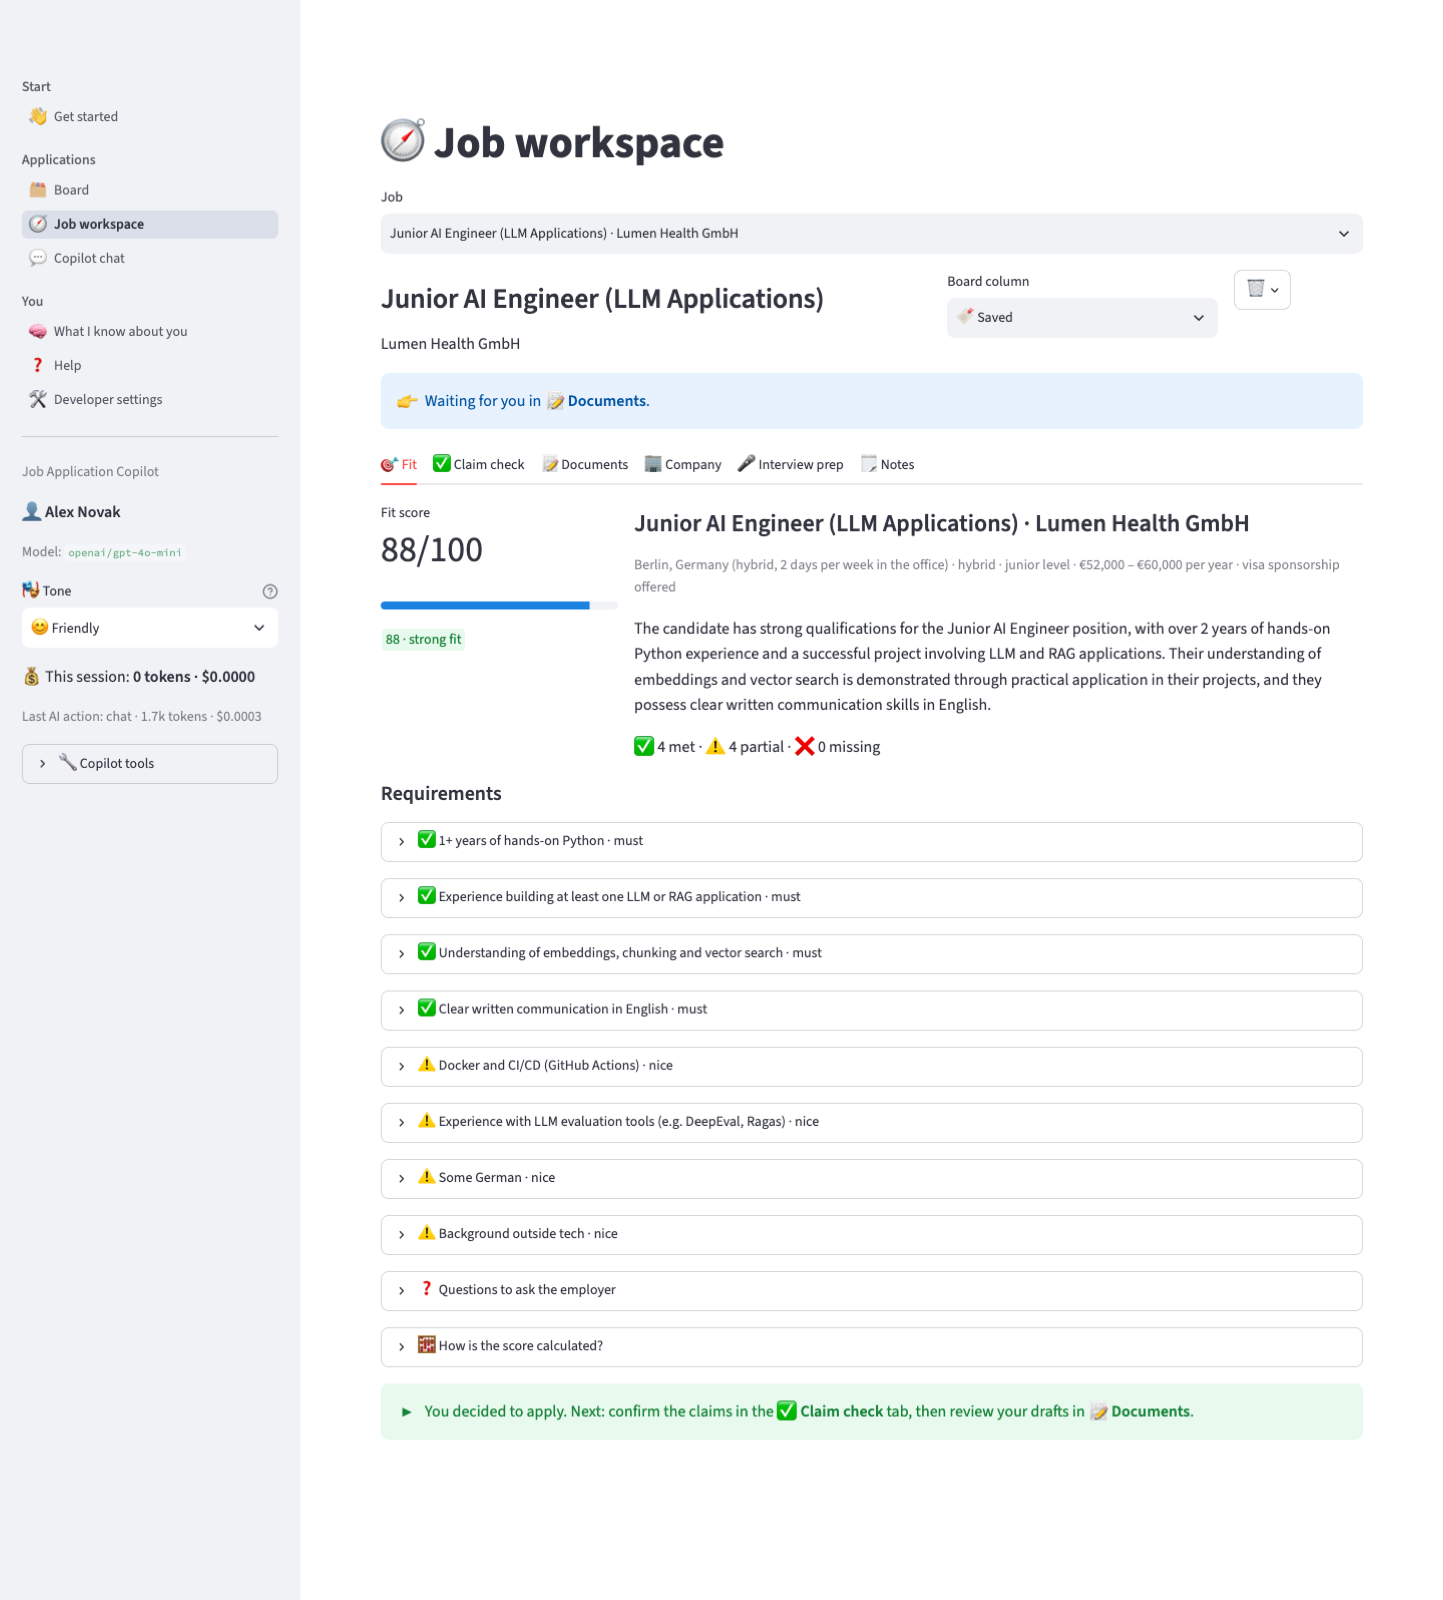 Start
Get started
Applications
Board
Job workspace
Copilot chat
You
What I know about you
Help
Developer settings
Job Application Copilot
Alex Novak
Model: openai/gpt-4o-mini
Tone
Friendly
This session: 0 tokens · $0.0000
Last AI action: chat · 1.7k tokens · $0.0003
Copilot tools
Job workspace
Job
Junior AI Engineer (LLM Applications) · Lumen Health GmbH
Junior AI Engineer (LLM Applications)
Lumen Health GmbH
Board column
Saved
Waiting for you in Documents.
Fit
Claim check
Documents
Company
Interview prep
Notes
Fit score
88/100
88 · strong fit
Junior AI Engineer (LLM Applications) · Lumen Health GmbH
Berlin, Germany (hybrid, 2 days per week in the office) · hybrid · junior level · €52,000 – €60,000 per year · visa sponsorship
offered
The candidate has strong qualifications for the Junior AI Engineer position, with over 2 years of hands-on
Python experience and a successful project involving LLM and RAG applications. Their understanding of
embeddings and vector search is demonstrated through practical application in their projects, and they
possess clear written communication skills in English.
4 met · 4 partial · 0 missing
Requirements
1+ years of hands-on Python · must
Experience building at least one LLM or RAG application · must
Understanding of embeddings, chunking and vector search · must
Clear written communication in English · must
Docker and CI/CD (GitHub Actions) · nice
Experience with LLM evaluation tools (e.g. DeepEval, Ragas) · nice
Some German · nice
Background outside tech · nice
Questions to ask the employer
How is the score calculated?
You decided to apply. Next: confirm the claims in the Claim check tab, then review your drafts in Documents.